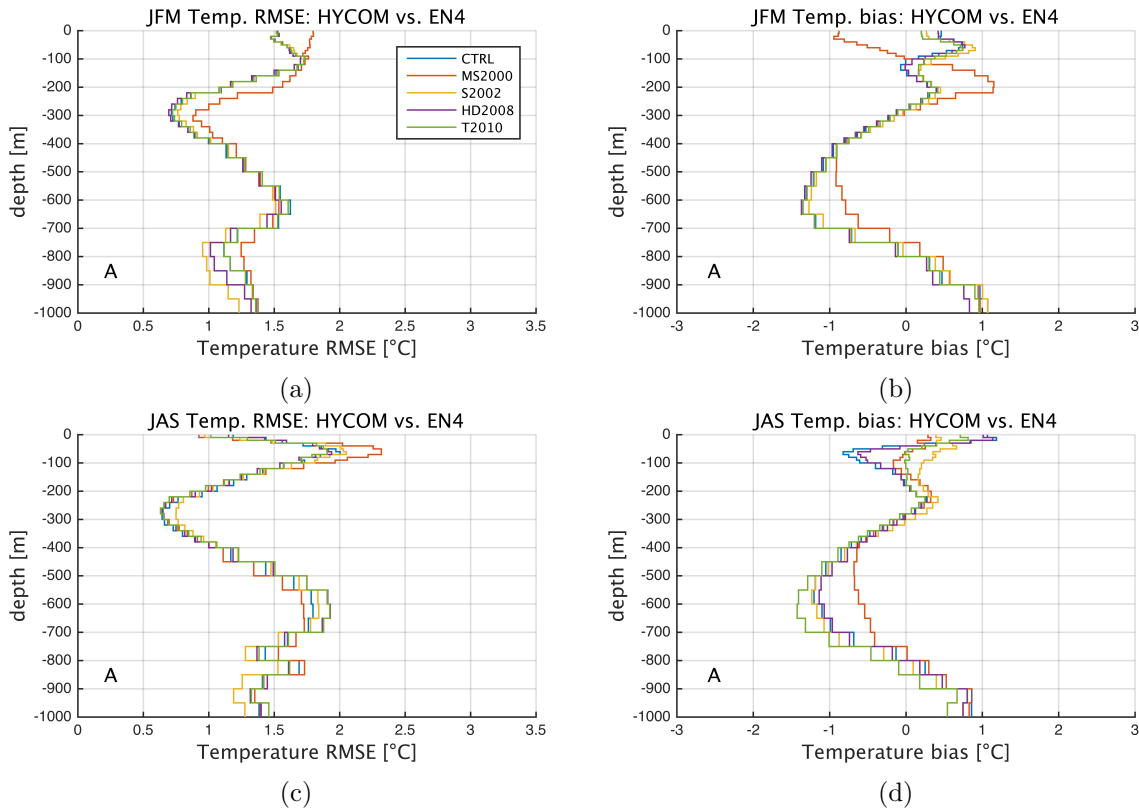 JFM Temp. RMSE: HYCOM vs. EN4
0
-100
-200
-300
-400
-500
-600
-700
-800
-900
-1000
depth [m]
CTRL
MS2000
S2002
HD2008
T2010
A
0 0.5 1 1.5 2 2.5 3 3.5
Temperature RMSE [°C]
(a)
JFM Temp. bias: HYCOM vs. EN4
0
-100
-200
-300
-400
-500
-600
-700
-800
-900
-1000
depth [m]
A
-3 -2 -1 0 1 2 3
Temperature bias [°C]
(b)
JAS Temp. RMSE: HYCOM vs. EN4
0
-100
-200
-300
-400
-500
-600
-700
-800
-900
-1000
depth [m]
A
0 0.5 1 1.5 2 2.5 3 3.5
Temperature RMSE [°C]
(c)
JAS Temp. bias: HYCOM vs. EN4
0
-100
-200
-300
-400
-500
-600
-700
-800
-900
-1000
depth [m]
A
-3 -2 -1 0 1 2 3
Temperature bias [°C]
(d)